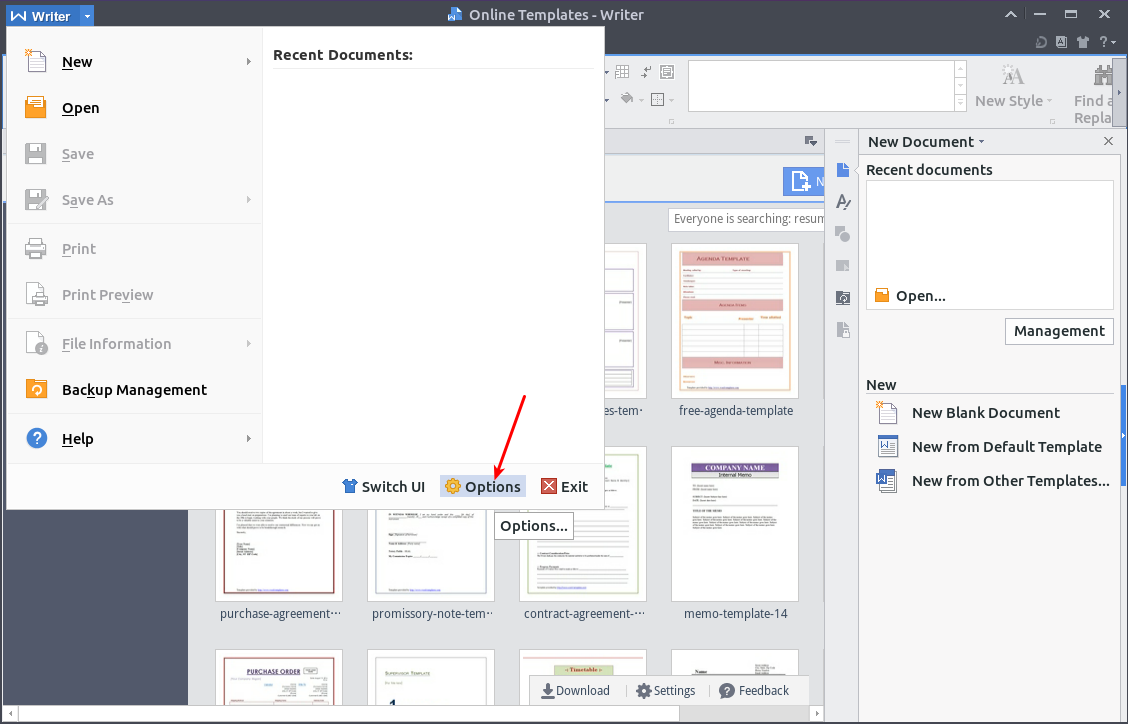 Writer
Online Templates - Writer
New
Open
Save
Save As
Print
Print Preview
File Information
Backup Management
Help
Recent Documents:
Switch UI
Options
Exit
Options...
New Style
Find a
Repla
New Document
Recent documents
Open...
Management
New
New Blank Document
New from Default Template
New from Other Templates...
N
Everyone is searching: resum
AGENDA TEMPLATE
es-tem···
free-agenda-template
COMPANY NAME
Internal Memo
purchase-agreement···
promissory-note-tem···
contract-agreement-···
memo-template-14
PURCHASE ORDER
SUPERVISOR TEMPLATE
Timetable
Name
Download
Settings
Feedback